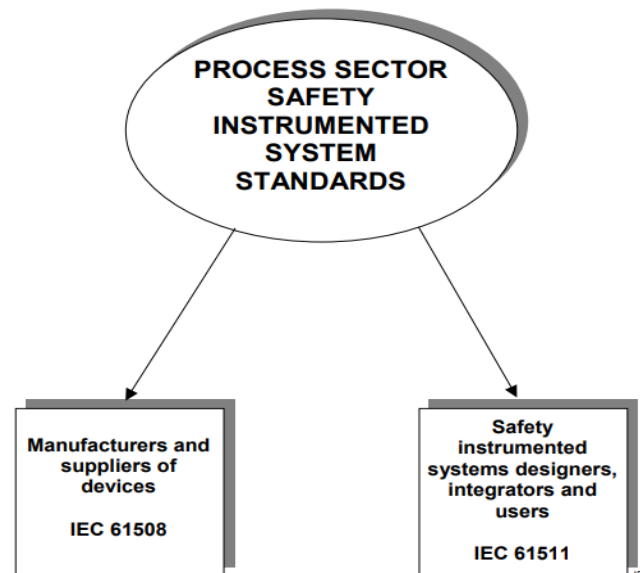 PROCESS SECTOR
SAFETY
INSTRUMENTED
SYSTEM
STANDARDS
Manufacturers and
suppliers of
devices
IEC 61508
Safety
instrumented
systems designers,
integrators and
users
IEC 61511